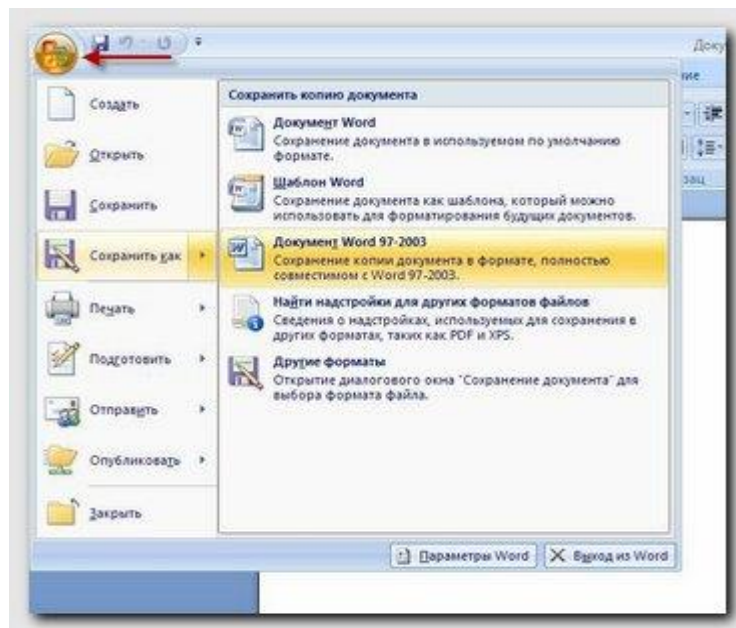 Создать
Открыть
Сохранить
Сохранить как
Печать
Подготовить
Отправить
Опубликовать
Закрыть
Сохранить копию документа
Документ Word
Сохранение документа в используемом по умолчанию
формате.
Шаблон Word
Сохранение документа как шаблона, который можно
использовать для форматирования будущих документов.
Документ Word 97-2003
Сохранение копии документа в формате, полностью
совместимом с Word 97-2003.
Найти надстройки для других форматов файлов
Сведения о надстройках, используемых для сохранения в
других форматах, таких как PDF и XPS.
Другие форматы
Открытие диалогового окна "Сохранение документа" для
выбора формата файла.
Параметры Word
Выход из Word